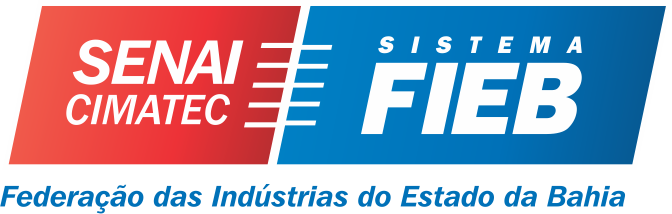 SENAI
CIMATEC
SISTEMA
FIEB
Federação das Indústrias do Estado da Bahia